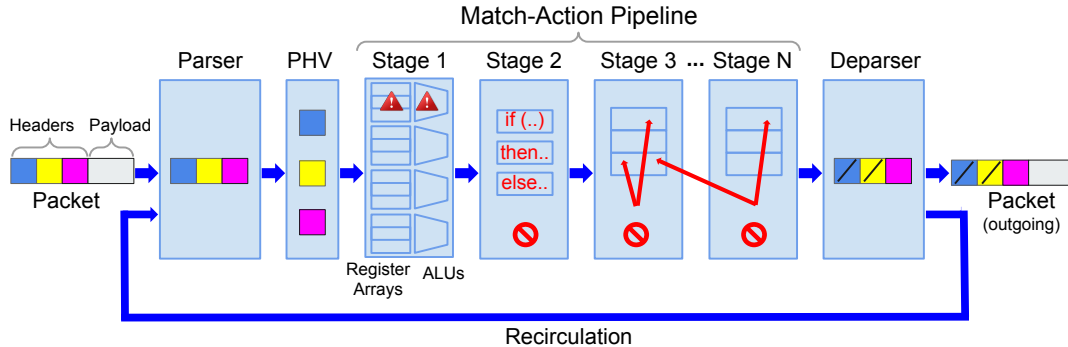 Match-Action Pipeline
Parser
PHV
Stage 1
Stage 2
Stage 3
...
Stage N
Deparser
Headers
Payload
if (..)
then..
else..
Packet
Packet
(outgoing)
Register
Arrays
ALUs
Recirculation